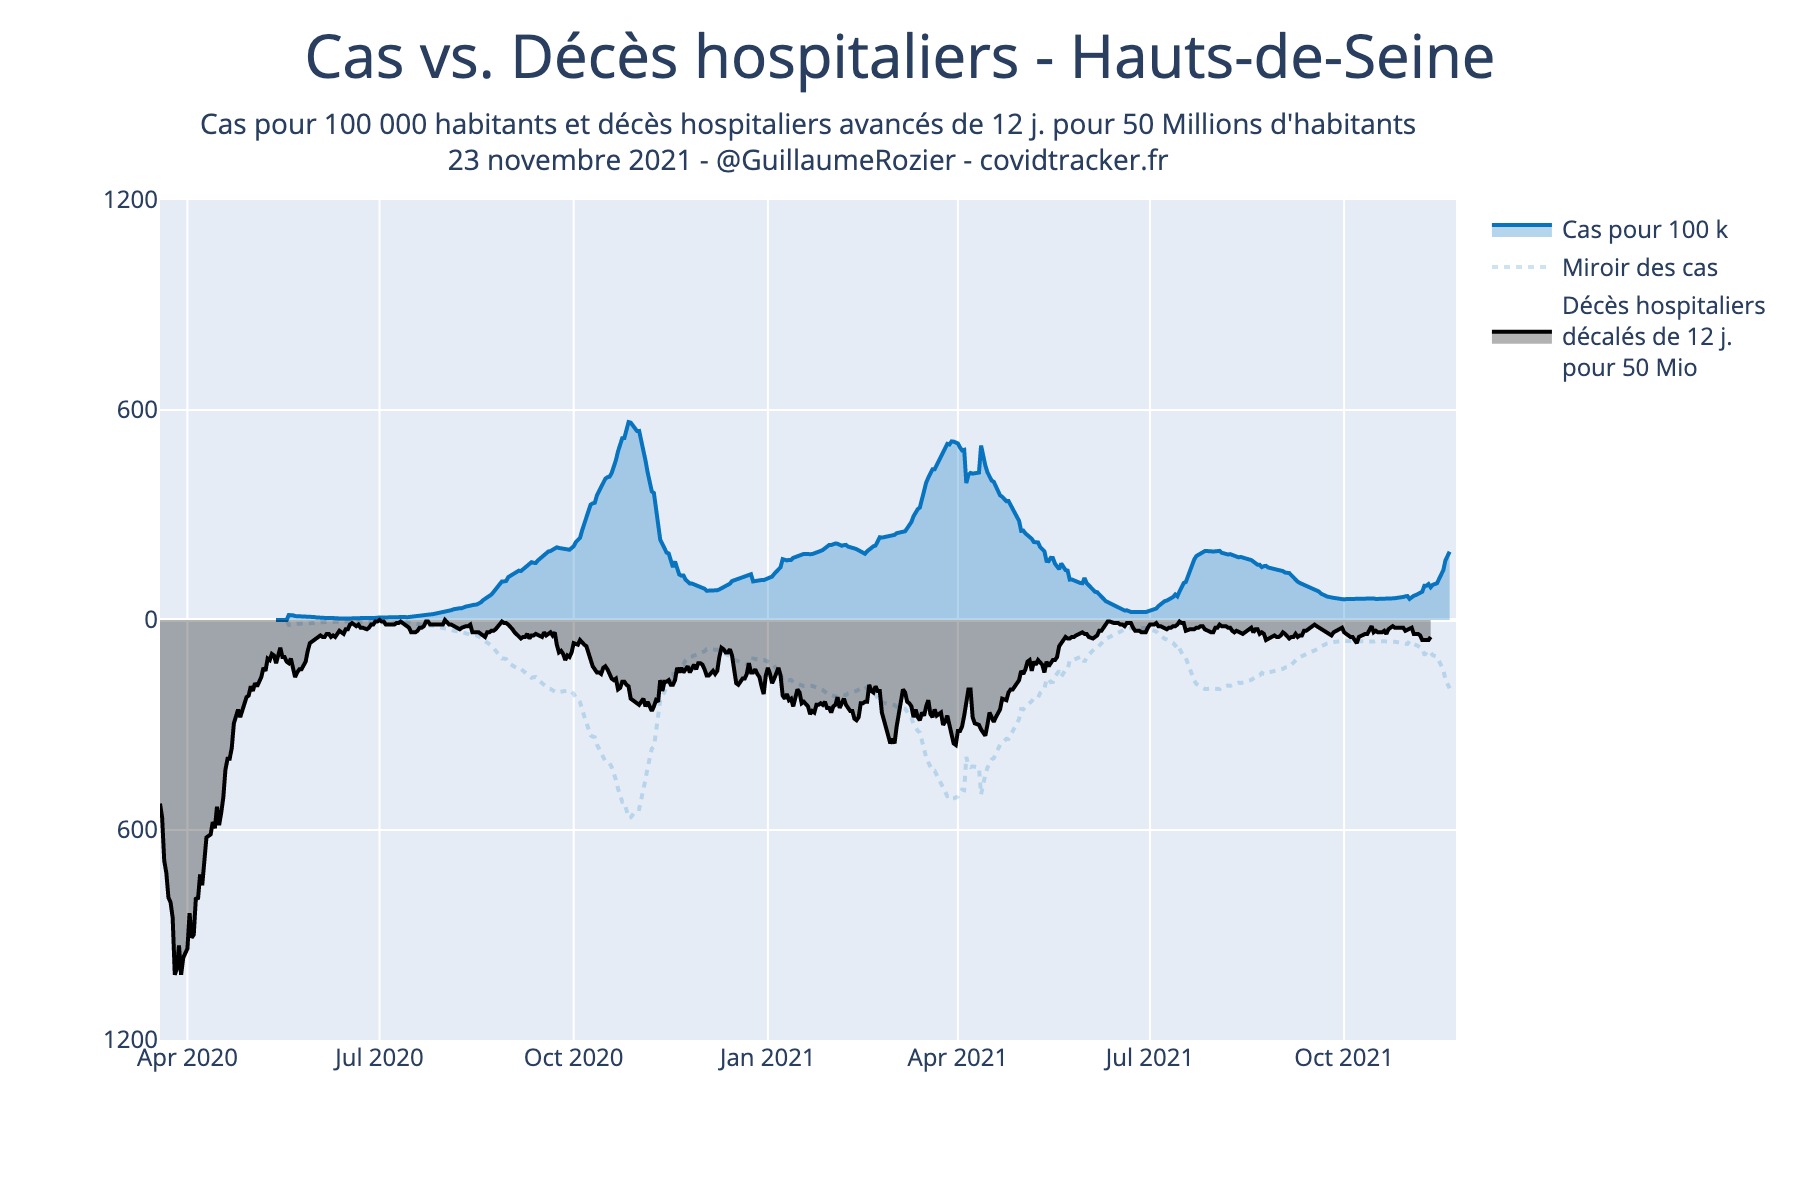 Cas vs. Décès hospitaliers - Hauts-de-Seine
Cas pour 100 000 habitants et décès hospitaliers avancés de 12 j. pour 50 Millions d'habitants
23 novembre 2021 - @GuillaumeRozier - covidtracker.fr
1200
600
0
600
1200
Apr 2020
Jul 2020
Oct 2020
Jan 2021
Apr 2021
Jul 2021
Oct 2021
Cas pour 100 k
Miroir des cas
Décès hospitaliers
décalés de 12 j.
pour 50 Mio